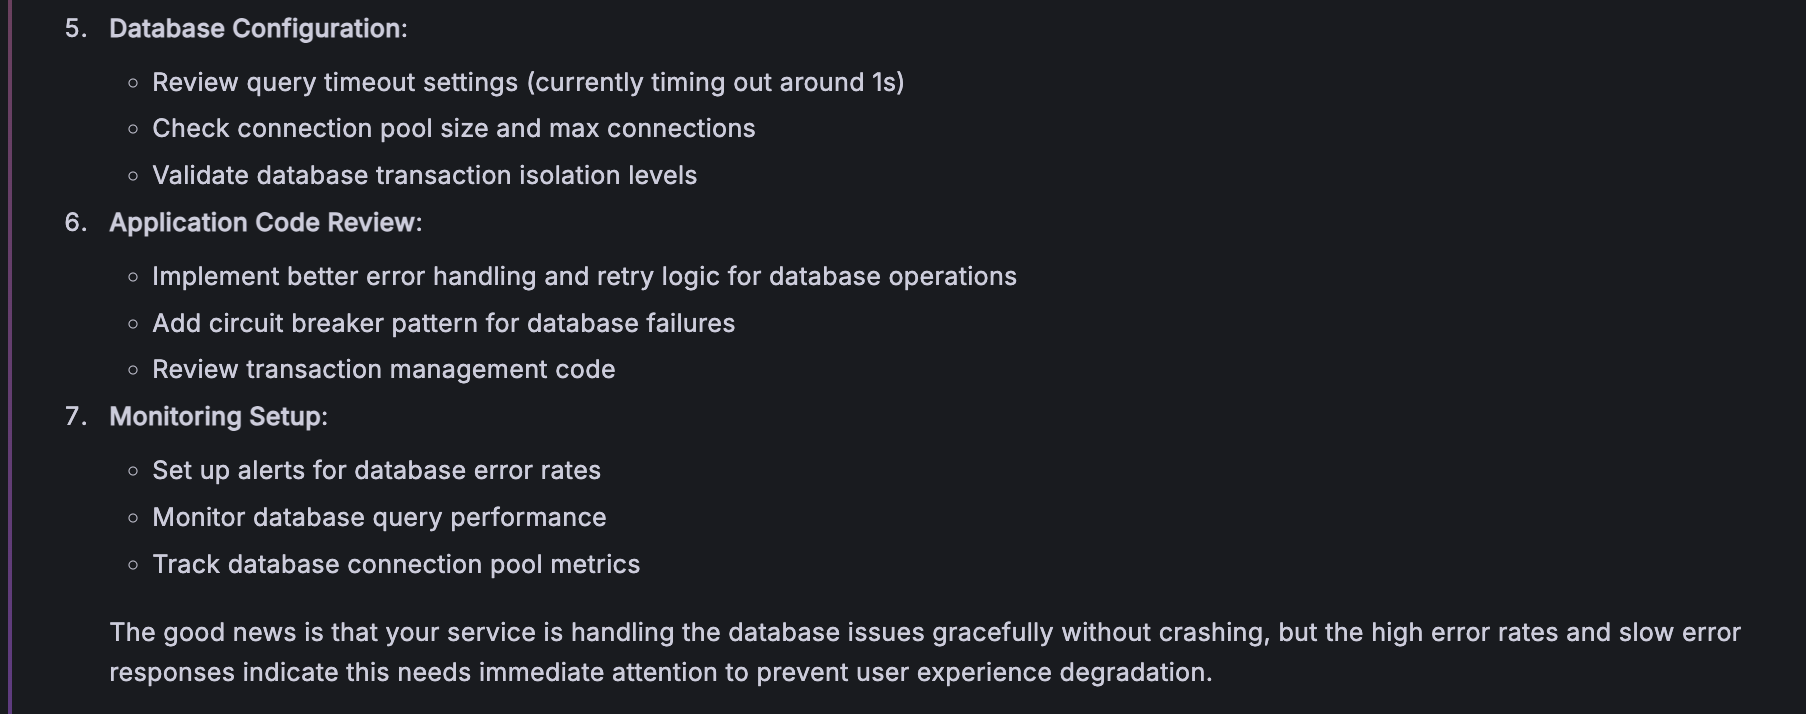 5. Database Configuration:
○ Review query timeout settings (currently timing out around 1s)
○ Check connection pool size and max connections
○ Validate database transaction isolation levels
6. Application Code Review:
○ Implement better error handling and retry logic for database operations
○ Add circuit breaker pattern for database failures
○ Review transaction management code
7. Monitoring Setup:
○ Set up alerts for database error rates
○ Monitor database query performance
○ Track database connection pool metrics
The good news is that your service is handling the database issues gracefully without crashing, but the high error rates and slow error
responses indicate this needs immediate attention to prevent user experience degradation.